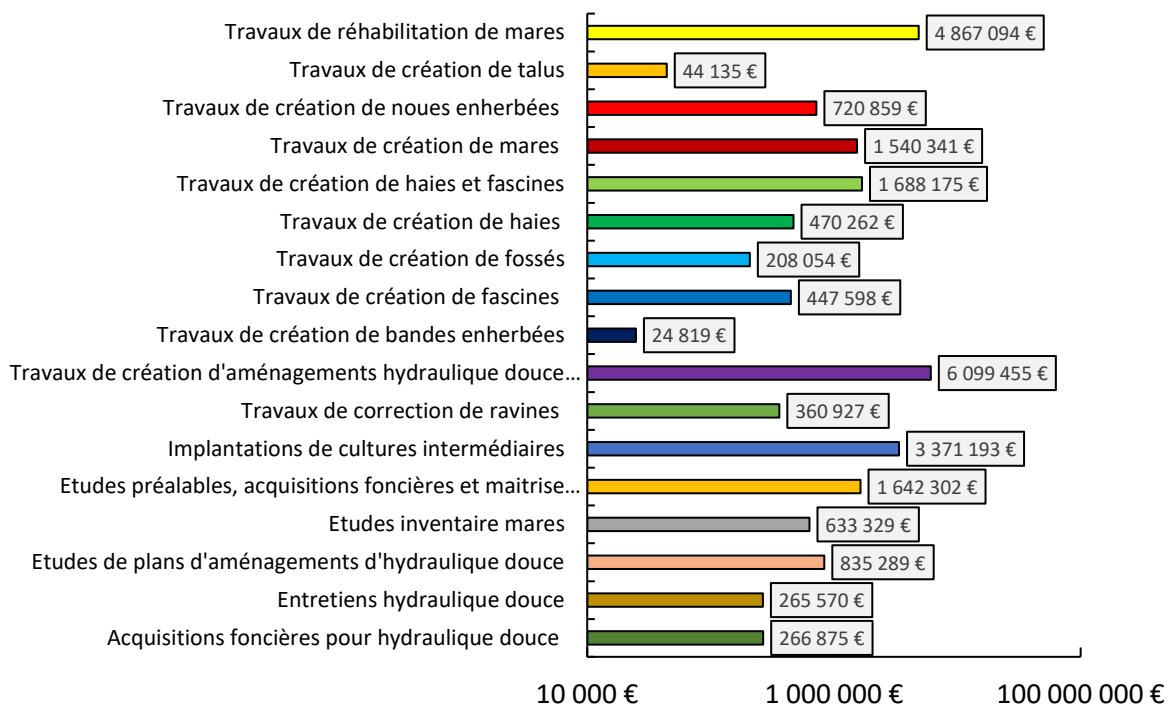 Travaux de réhabilitation de mares 4 867 094 €
Travaux de création de talus 44 135 €
Travaux de création de noues enherbées 720 859 €
Travaux de création de mares 1 540 341 €
Travaux de création de haies et fascines 1 688 175 €
Travaux de création de haies 470 262 €
Travaux de création de fossés 208 054 €
Travaux de création de fascines 447 598 €
Travaux de création de bandes enherbées 24 819 €
Travaux de création d'aménagements hydraulique douce... 6 099 455 €
Travaux de correction de ravines 360 927 €
Implantations de cultures intermédiaires 3 371 193 €
Etudes préalables, acquisitions foncières et maitrise... 1 642 302 €
Etudes inventaire mares 633 329 €
Etudes de plans d'aménagements d'hydraulique douce 835 289 €
Entretiens hydraulique douce 265 570 €
Acquisitions foncières pour hydraulique douce 266 875 €
10 000 € 1 000 000 € 100 000 000 €